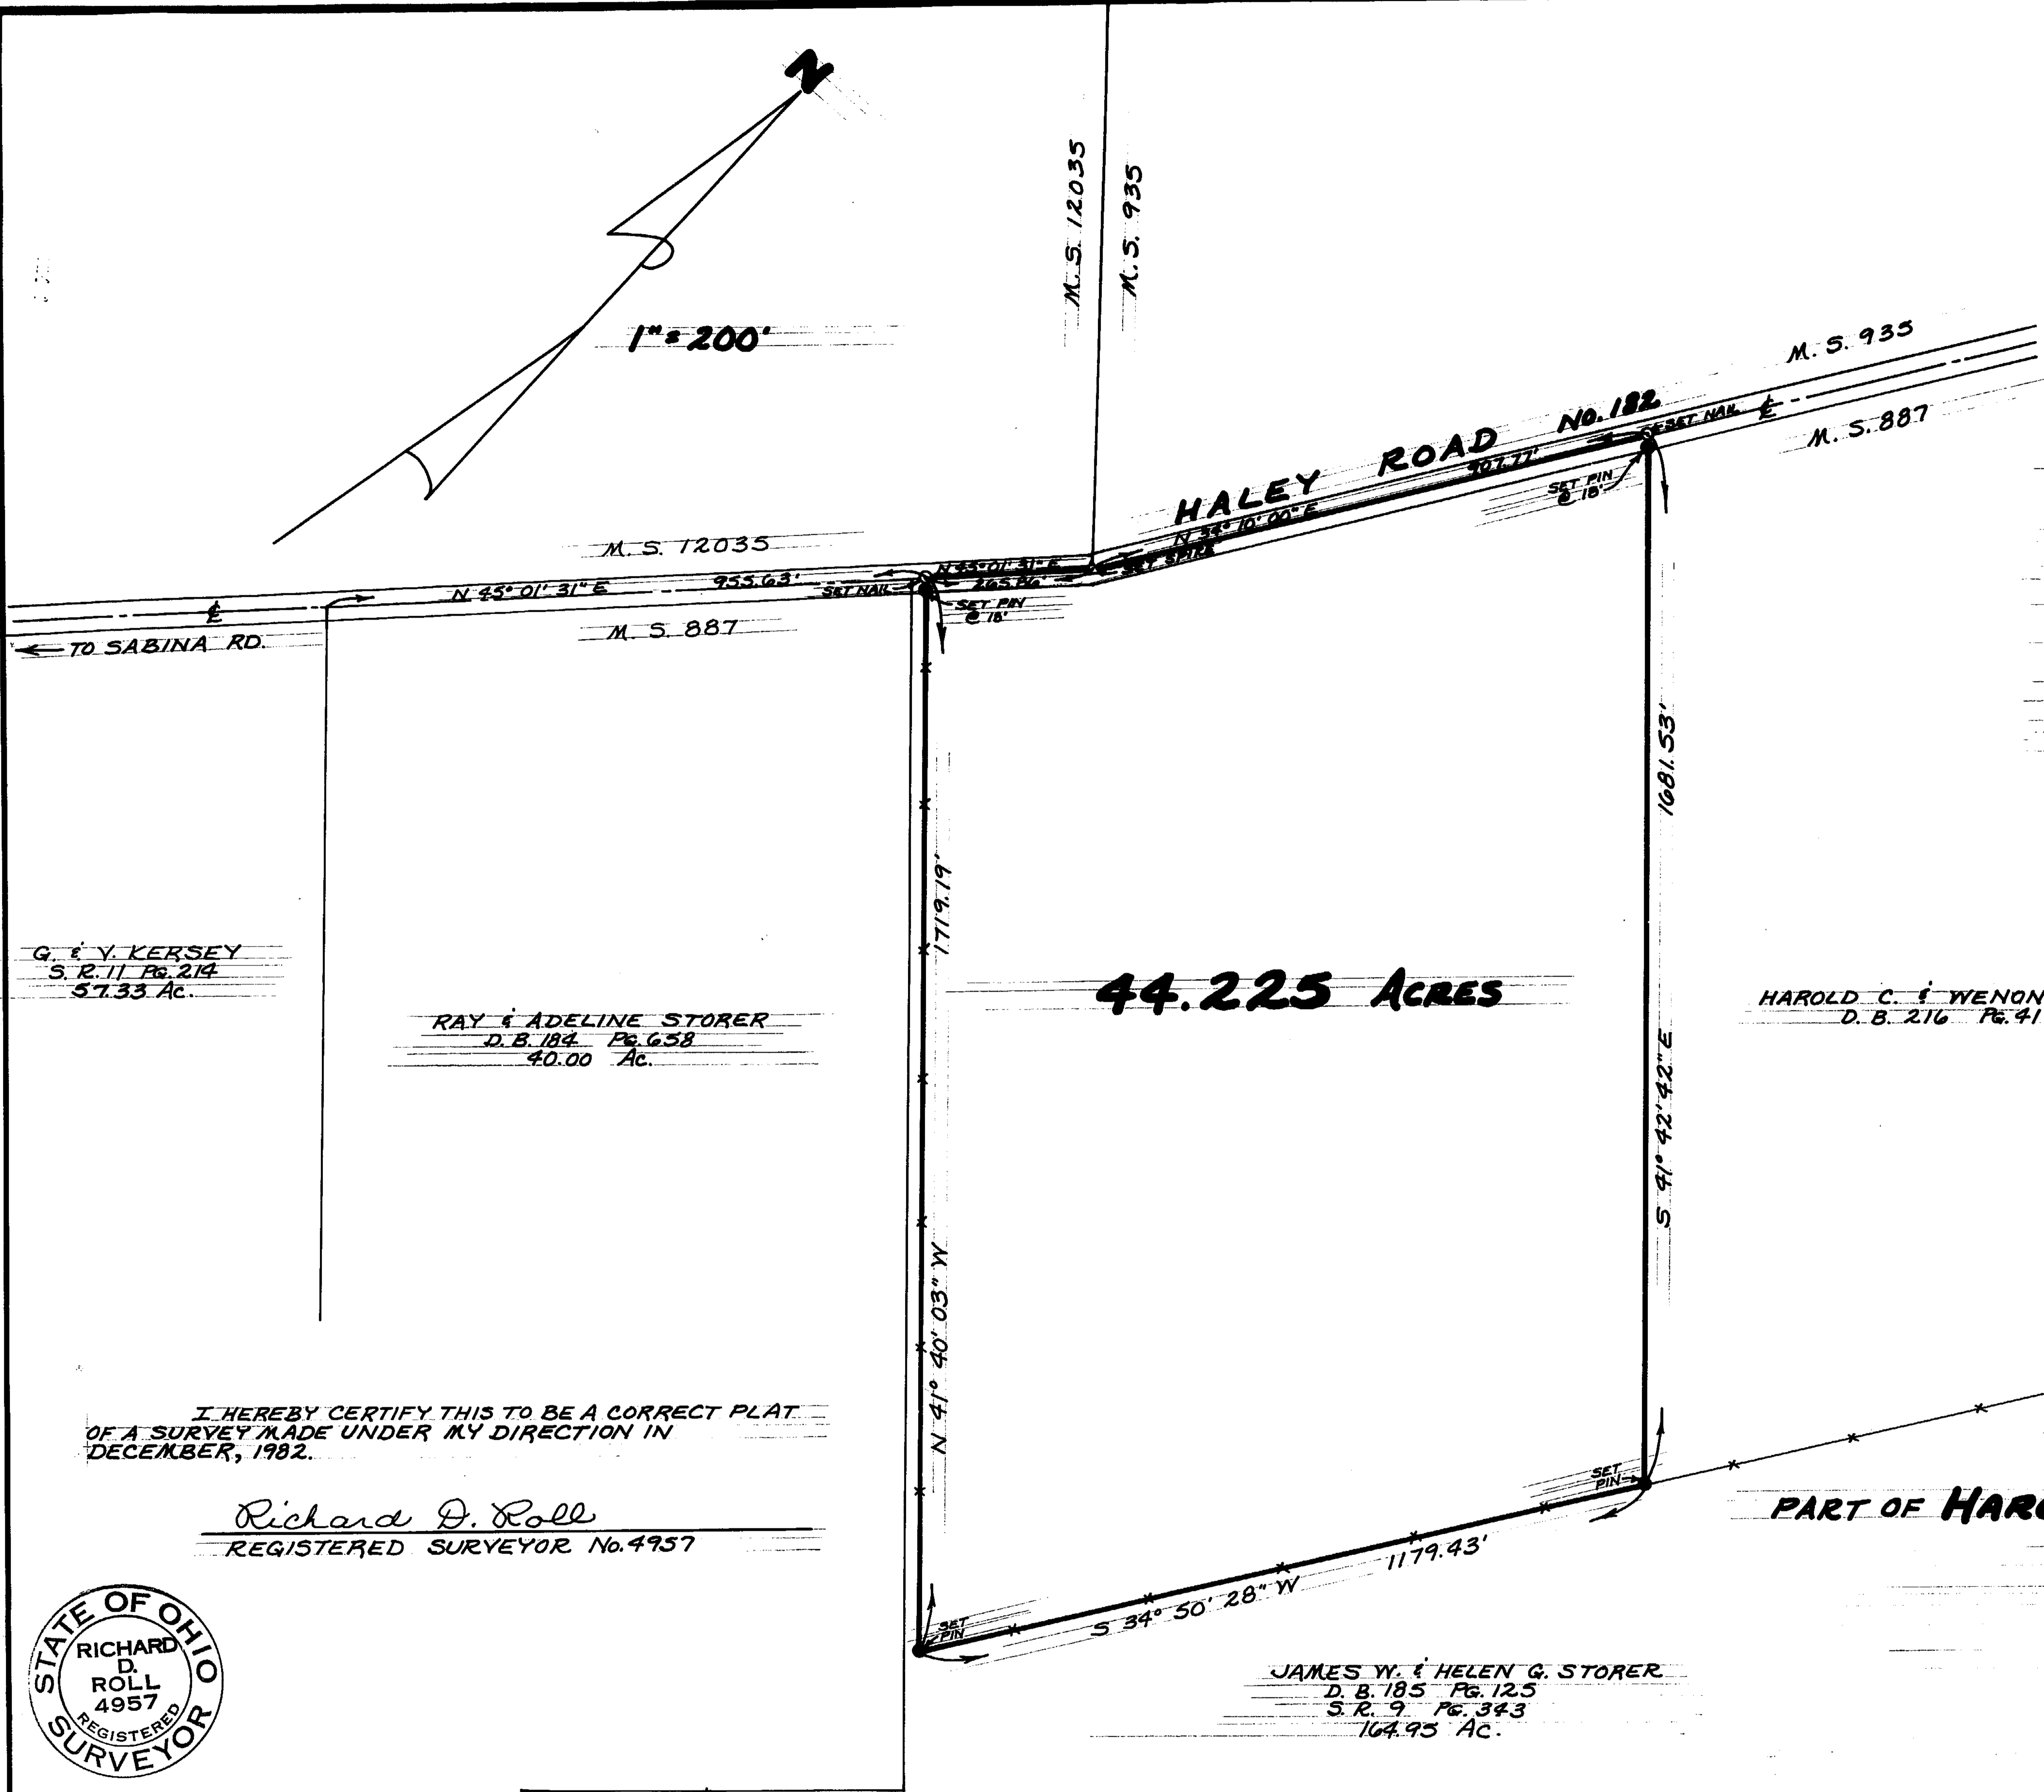 N
1"=200'
M. S. 12035
M. S. 935
M. S. 935
M. S. 887
HALEY ROAD NO. 182
SET NAIL ℄
907.77'
N 34° 10' 00" E
SET PIN
@ 18'
SET SPIKE
M. S. 12035
N 45° 01' 31" E
265.86'
N 45° 01' 31" E 955.63'
SET NAIL
SET PIN
@ 18'
℄
M. S. 887
TO SABINA RD.
1681.53'
S 41° 42' 42" E
1719.19'
N 41° 40' 03" W
G. & V. KERSEY
S. R. 11 PG. 214
57.33 AC.
RAY & ADELINE STORER
D. B. 184 PG. 658
40.00 AC.
44.225 ACRES
HAROLD C. & WENON
D. B. 216 PG. 41
I HEREBY CERTIFY THIS TO BE A CORRECT PLAT
OF A SURVEY MADE UNDER MY DIRECTION IN
DECEMBER, 1982.
Richard D. Roll
REGISTERED SURVEYOR No. 4957
STATE OF OHIO
RICHARD
D.
ROLL
4957
REGISTERED
SURVEYOR
SET
PIN
SET
PIN
S 34° 50' 28" W 1179.43'
PART OF HARO
JAMES W. & HELEN G. STORER
D. B. 185 PG. 125
S. R. 9 PG. 343
164.95 AC.